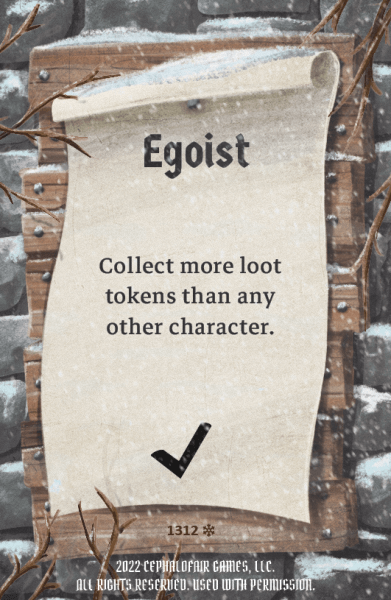 Egoist
Collect more loot
tokens than any
other character.
1312
2022 CEPHALOFAIR GAMES, LLC.
ALL RIGHTS RESERVED. USED WITH PERMISSION.